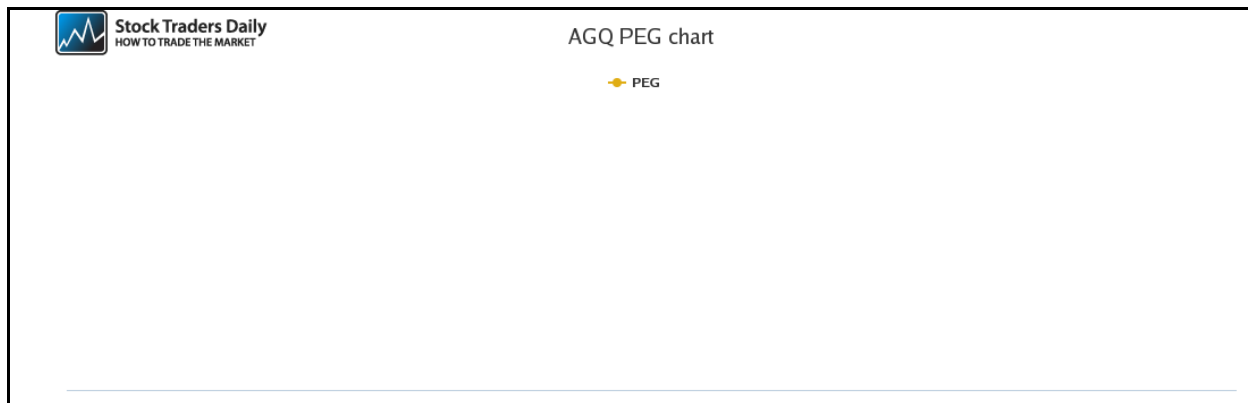 Stock Traders Daily
HOW TO TRADE THE MARKET
AGQ PEG chart
PEG